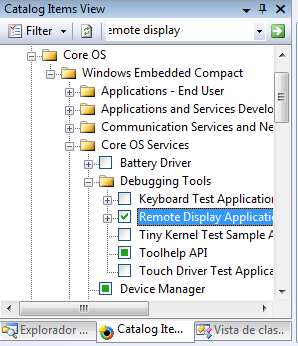 Catalog Items View
Filter
remote display
Core OS
Windows Embedded Compact
Applications - End User
Applications and Services Develo
Communication Services and Ne
Core OS Services
Battery Driver
Debugging Tools
Keyboard Test Application
Remote Display Applicatio
Tiny Kernel Test Sample A
Toolhelp API
Touch Driver Test Applica
Device Manager
Explorador ... Catalog Ite... Vista de clas..